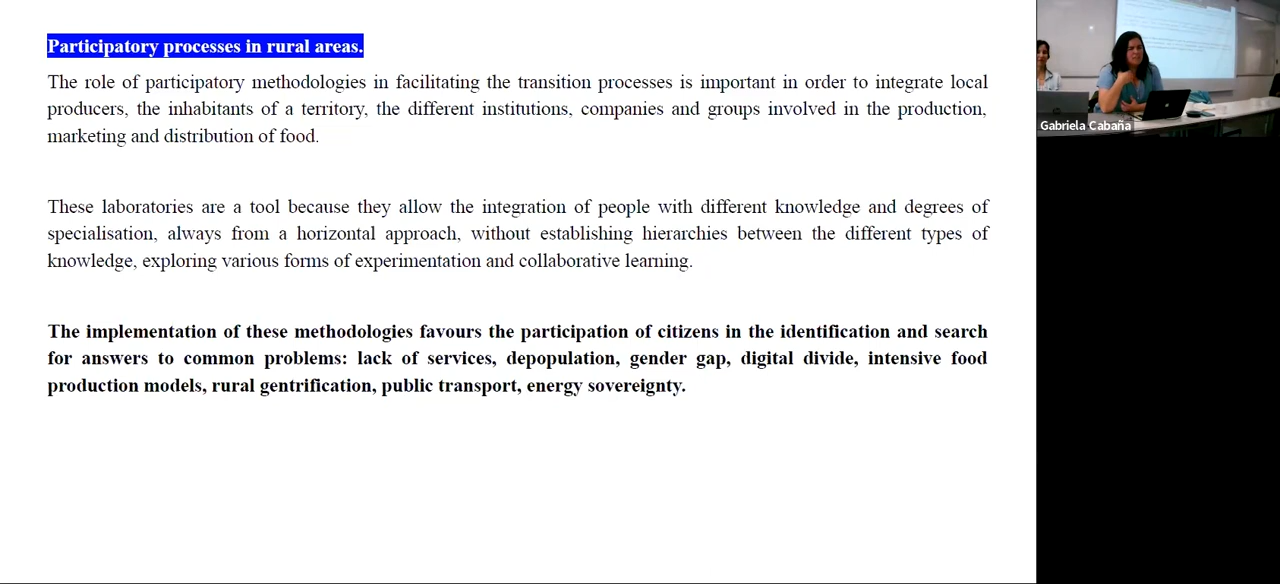 Participatory processes in rural areas.
The role of participatory methodologies in facilitating the transition processes is important in order to integrate local
producers, the inhabitants of a territory, the different institutions, companies and groups involved in the production,
marketing and distribution of food.
These laboratories are a tool because they allow the integration of people with different knowledge and degrees of
specialisation, always from a horizontal approach, without establishing hierarchies between the different types of
knowledge, exploring various forms of experimentation and collaborative learning.
The implementation of these methodologies favours the participation of citizens in the identification and search
for answers to common problems: lack of services, depopulation, gender gap, digital divide, intensive food
production models, rural gentrification, public transport, energy sovereignty.
Gabriela Cabaña